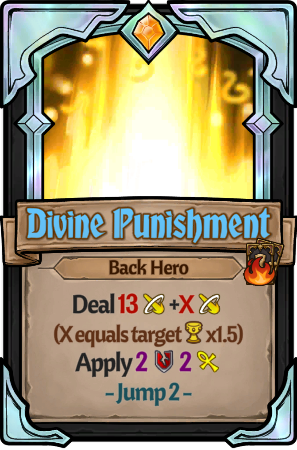 Divine Punishment
Back Hero
Deal 13 +X
(X equals target x1.5)
Apply 2 2
- Jump 2 -